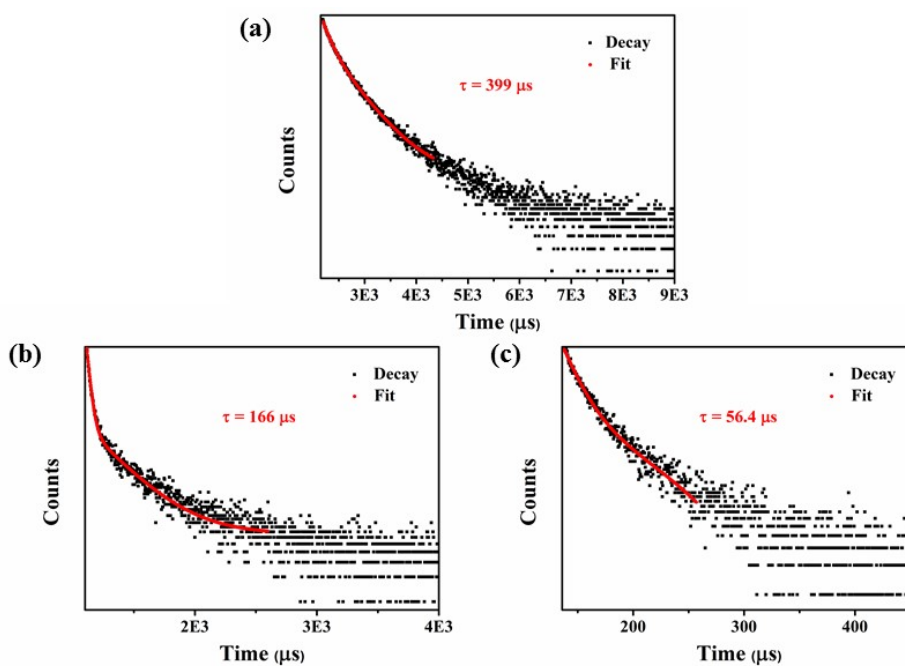 (a)
Decay
Fit
τ = 399 μs
Counts
3E3 4E3 5E3 6E3 7E3 8E3 9E3
Time (μs)
(b)
Decay
Fit
τ = 166 μs
Counts
2E3 3E3 4E3
Time (μs)
(c)
Decay
Fit
τ = 56.4 μs
Counts
200 300 400
Time (μs)